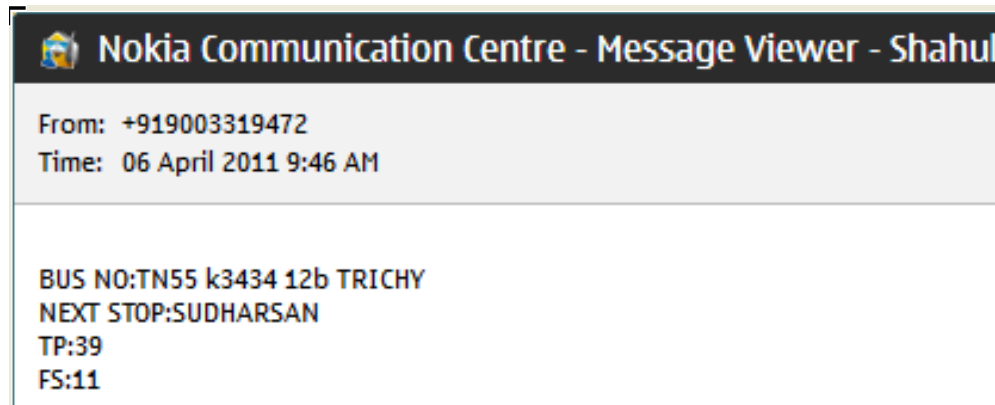 Nokia Communication Centre - Message Viewer - Shahul
From: +919003319472
Time: 06 April 2011 9:46 AM
BUS NO:TN55 k3434 12b TRICHY
NEXT STOP:SUDHARSAN
TP:39
FS:11